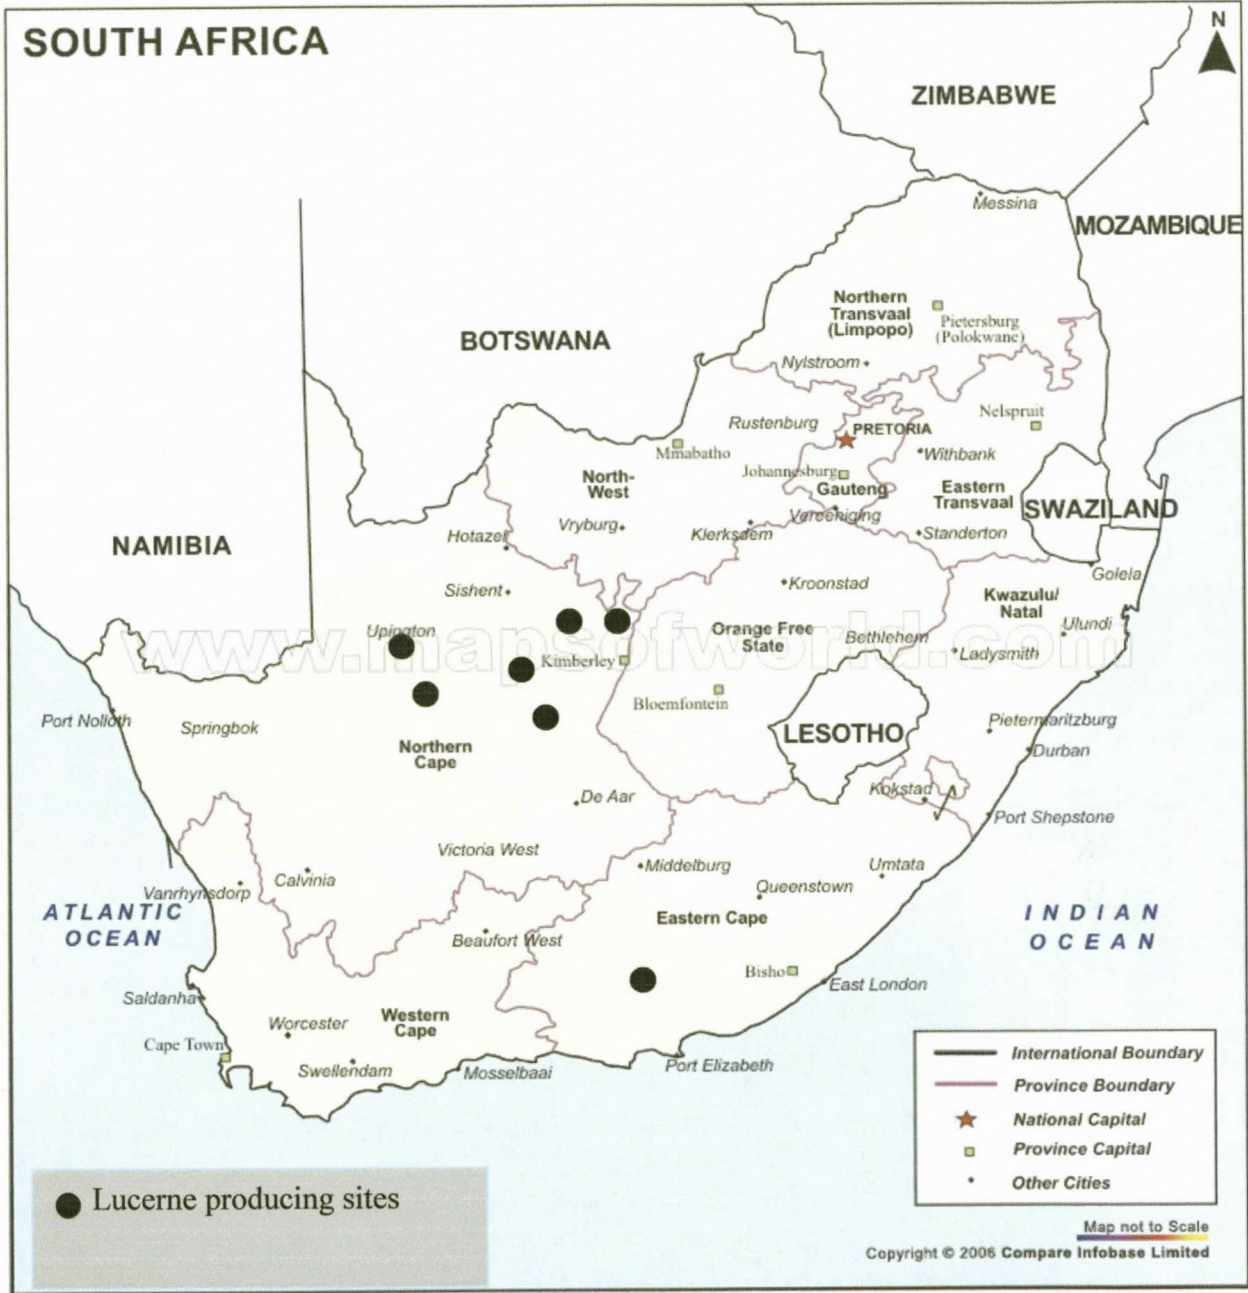 SOUTH AFRICA
N
ZIMBABWE
Messina
MOZAMBIQUE
Northern
Transvaal
(Limpopo)
Pietersburg
(Polokwane)
BOTSWANA
Nylstroom
Nelspruit
Rustenburg
PRETORIA
Mmabatho
Withbank
Johannesburg
North-
West
Gauteng
Eastern
Transvaal
SWAZILAND
Vryburg
Vereeniging
Hotazel
Klerksdem
Standerton
NAMIBIA
Golela
Sishent
Kroonstad
Kwazulu/
Natal
Ulundi
Upington
Orange Free
State
Bethlehem
www.mapsofworld.com
Ladysmith
Kimberley
Bloemfontein
Port Nolloth
Springbok
Pietermaritzburg
LESOTHO
Northern
Cape
Durban
Kokstad
De Aar
Port Shepstone
Victoria West
Middelburg
Umtata
Calvinia
Vanrhynsdorp
Queenstown
ATLANTIC
OCEAN
Eastern Cape
INDIAN
OCEAN
Beaufort West
Bisho
East London
Saldanha
Western
Cape
Worcester
Cape Town
Swellendam
Mosselbaai
Port Elizabeth
International Boundary
Province Boundary
National Capital
Province Capital
Other Cities
Lucerne producing sites
Map not to Scale
Copyright © 2006 Compare Infobase Limited